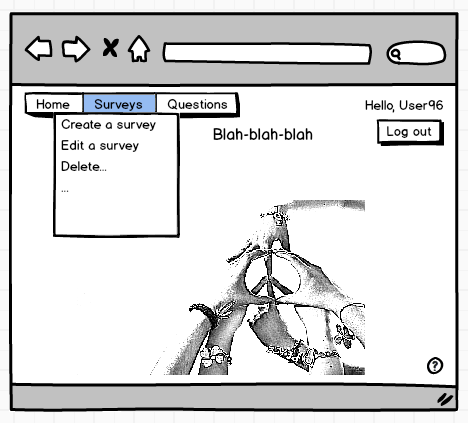 Home Surveys Questions
Hello, User96
Create a survey
Edit a survey
Delete...
...
Blah-blah-blah
Log out
?